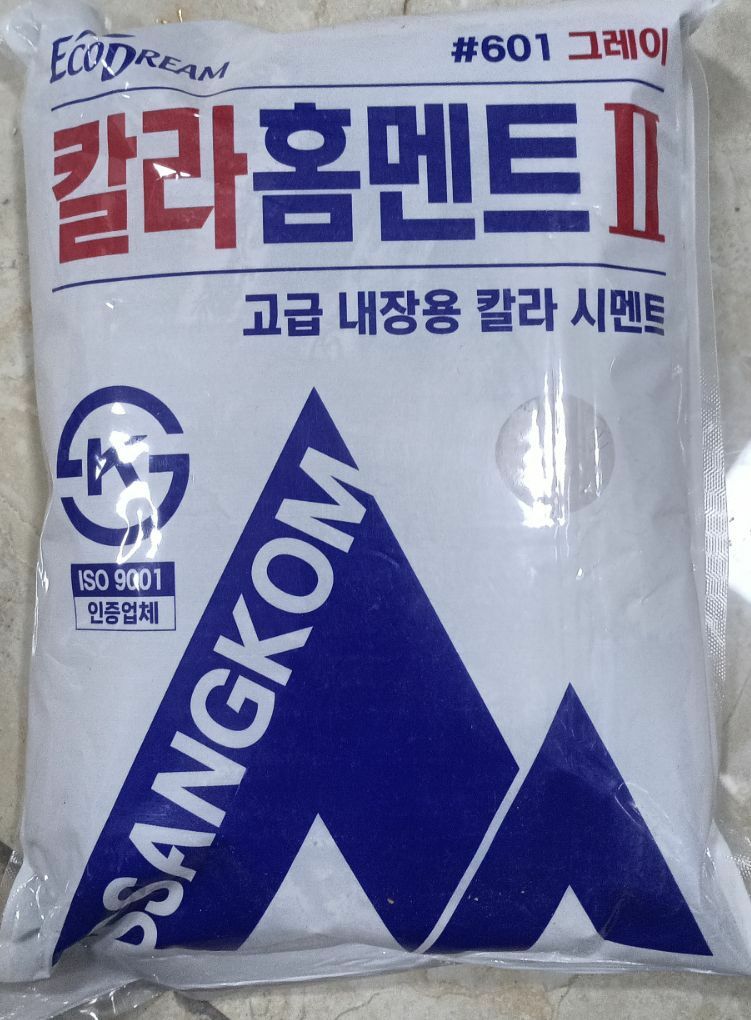 ECODREAM
#601 그레이
칼라홈멘트 II
고급 내장용 칼라 시멘트
K
ISO 9001
인증업체
SSANGKOM